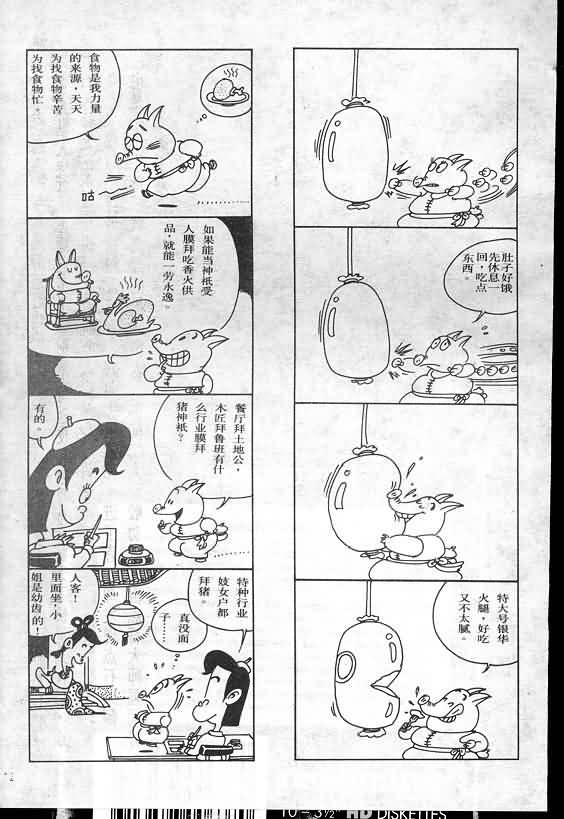 肚子好饿
先休息一
回，吃点
东西。
特大号银华
火腿，好吃
又不太腻。
食物是我力量
的来源，天天
为找食物辛苦
为找食物忙。
咕
如果能当神祇受
人膜拜吃香火供
品，就能一劳永逸。
餐厅拜土地公，
木匠拜鲁班有什
么行业膜拜
猪神祇？
有的。
特种行业
妓女户都
拜猪。
真没面
子…
人客！
里面坐，小
姐是幼齿的！
10 – 3½" HD DISKETTES